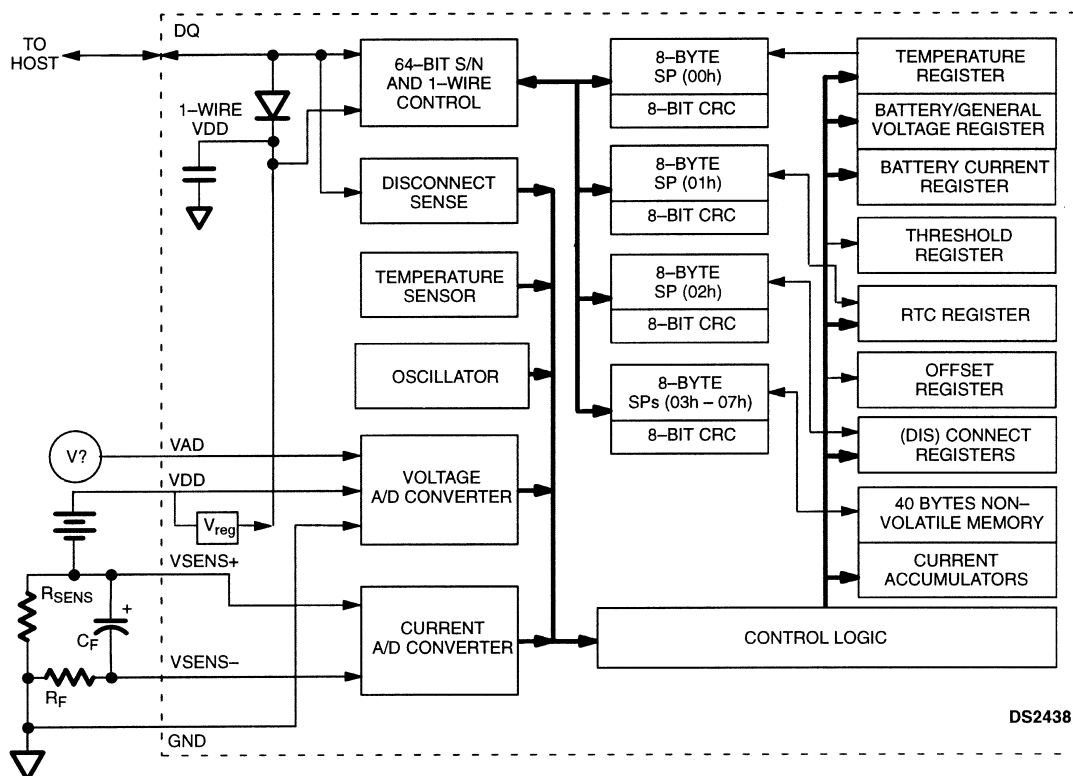 DQ
TO
HOST
1–WIRE
VDD
64–BIT S/N
AND 1–WIRE
CONTROL
DISCONNECT
SENSE
TEMPERATURE
SENSOR
OSCILLATOR
V?
VAD
VDD
Vreg
VOLTAGE
A/D CONVERTER
VSENS+
RSENS
+
CF
CURRENT
A/D CONVERTER
VSENS–
RF
GND
8–BYTE
SP (00h)
8–BIT CRC
8–BYTE
SP (01h)
8–BIT CRC
8–BYTE
SP (02h)
8–BIT CRC
8–BYTE
SPs (03h – 07h)
8–BIT CRC
TEMPERATURE
REGISTER
BATTERY/GENERAL
VOLTAGE REGISTER
BATTERY CURRENT
REGISTER
THRESHOLD
REGISTER
RTC REGISTER
OFFSET
REGISTER
(DIS) CONNECT
REGISTERS
40 BYTES NON–
VOLATILE MEMORY
CURRENT
ACCUMULATORS
CONTROL LOGIC
DS2438